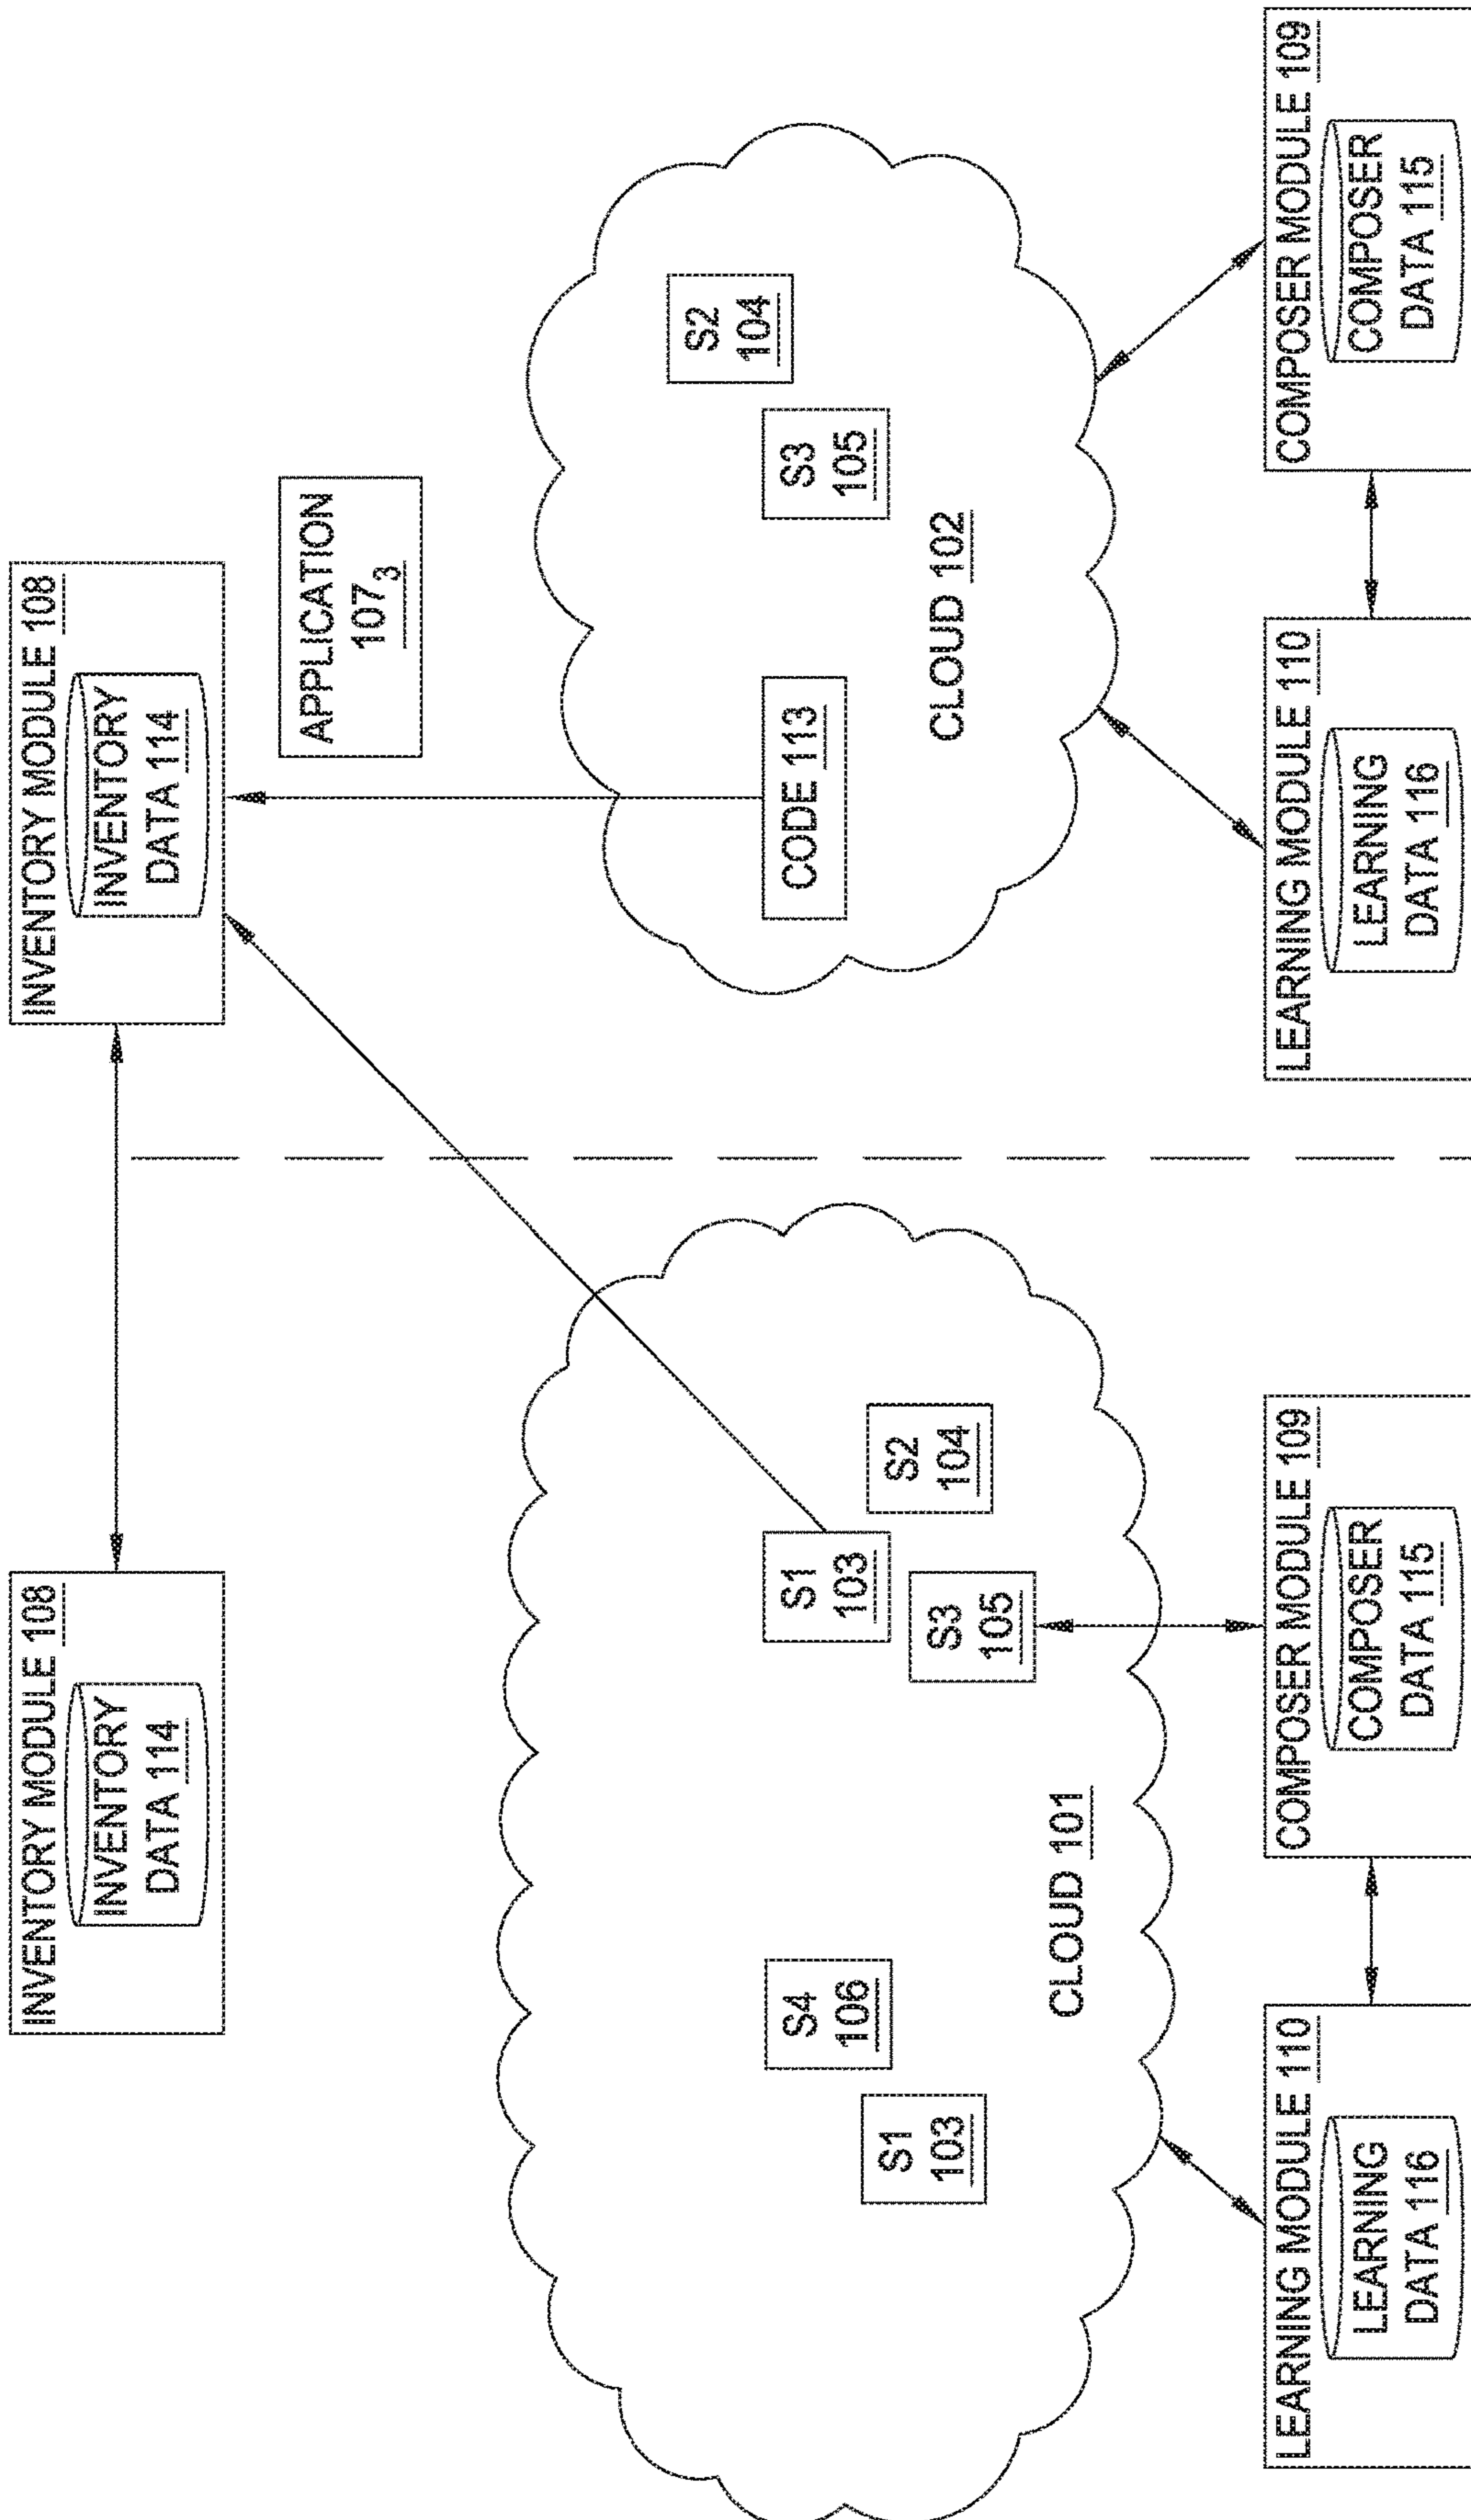 INVENTORY MODULE 108
INVENTORY
DATA 114
INVENTORY MODULE 108
INVENTORY
DATA 114
APPLICATION
107₃
S4
106
S1
103
S1
103
S2
104
S3
105
CLOUD 101
CODE 113
S3
105
S2
104
CLOUD 102
LEARNING MODULE 110
LEARNING
DATA 116
COMPOSER MODULE 109
COMPOSER
DATA 115
LEARNING MODULE 110
LEARNING
DATA 116
COMPOSER MODULE 109
COMPOSER
DATA 115